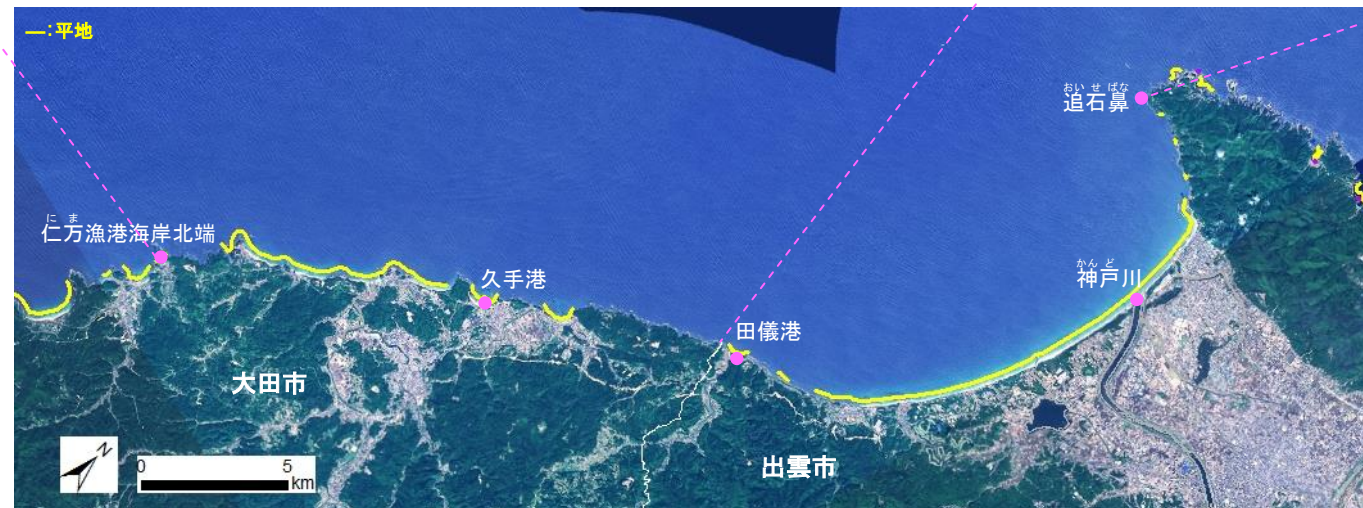 ―:平地
おいせばな
追石鼻
にま
仁万漁港海岸北端
かんど
神戸川
久手港
田儀港
大田市
出雲市
N
0 5
km